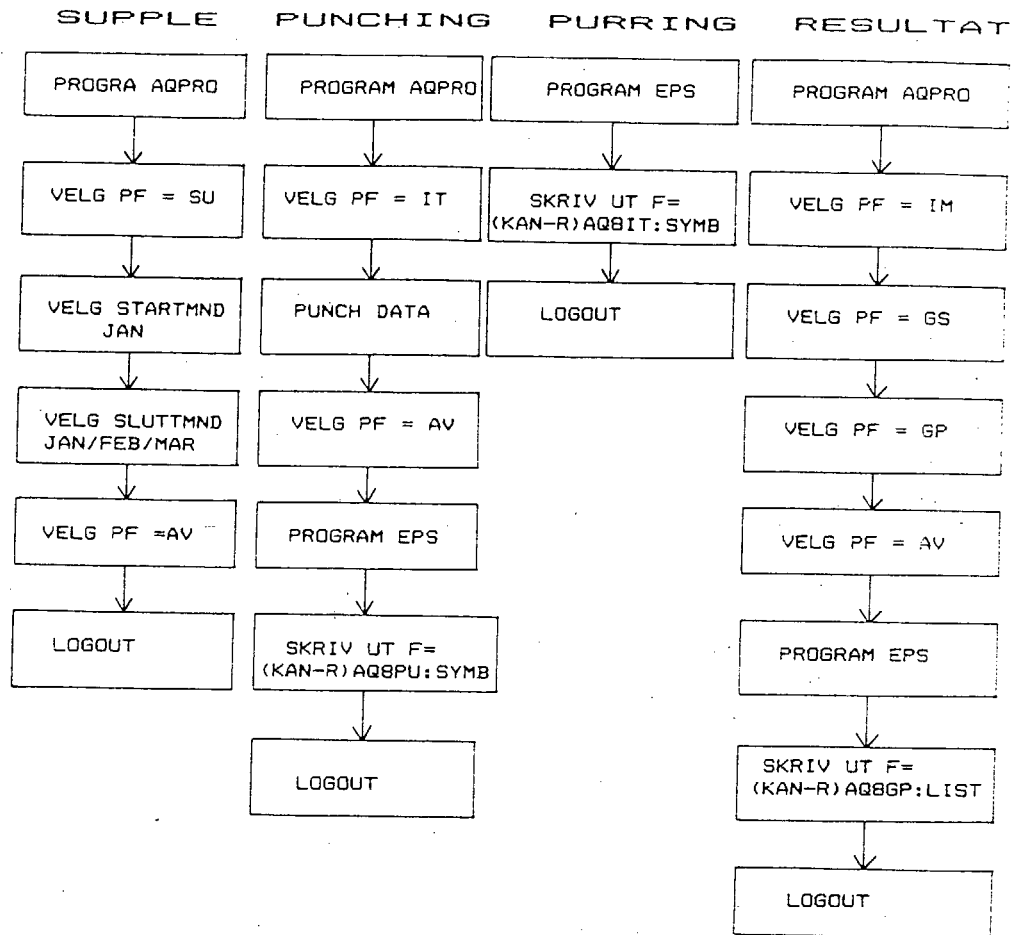 SUPPLE
PROGRA AQPRO
VELG PF = SU
VELG STARTMND
JAN
VELG SLUTTMND
JAN/FEB/MAR
VELG PF =AV
LOGOUT
PUNCHING
PROGRAM AQPRO
VELG PF = IT
PUNCH DATA
VELG PF = AV
PROGRAM EPS
SKRIV UT F=
(KAN-R)AQ8PU:SYMB
LOGOUT
PURRING
PROGRAM EPS
SKRIV UT F=
(KAN-R)AQ8IT:SYMB
LOGOUT
RESULTAT
PROGRAM AQPRO
VELG PF = IM
VELG PF = GS
VELG PF = GP
VELG PF = AV
PROGRAM EPS
SKRIV UT F=
(KAN-R)AQ8GP:LIST
LOGOUT